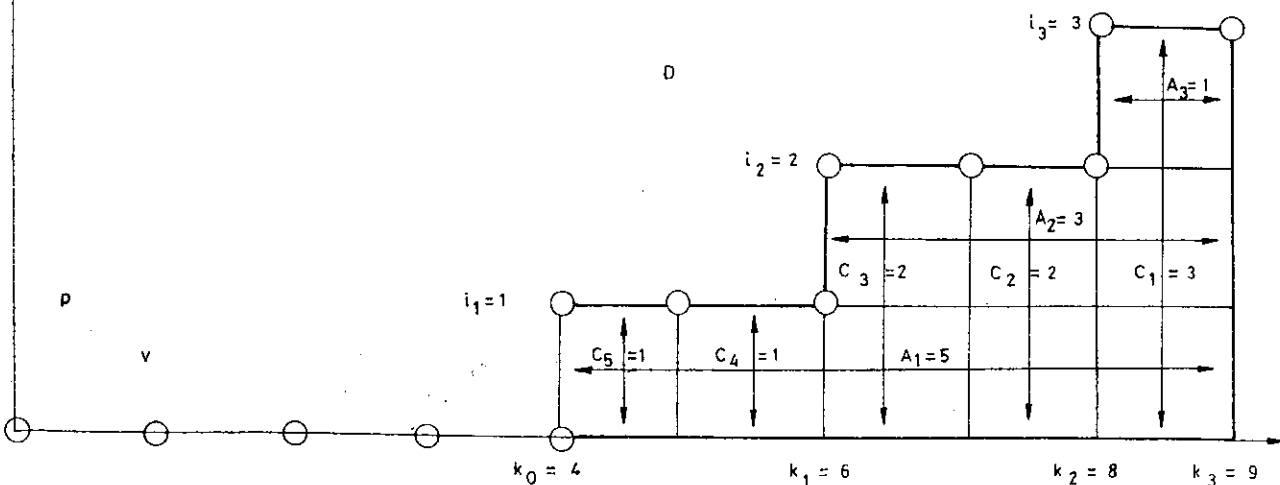 i₃ = 3
D
A₃ = 1
i₂ = 2
A₂ = 3
C₃ = 2
C₂ = 2
C₁ = 3
p
i₁ = 1
v
C₅ = 1
C₄ = 1
A₁ = 5
k₀ = 4
k₁ = 6
k₂ = 8
k₃ = 9